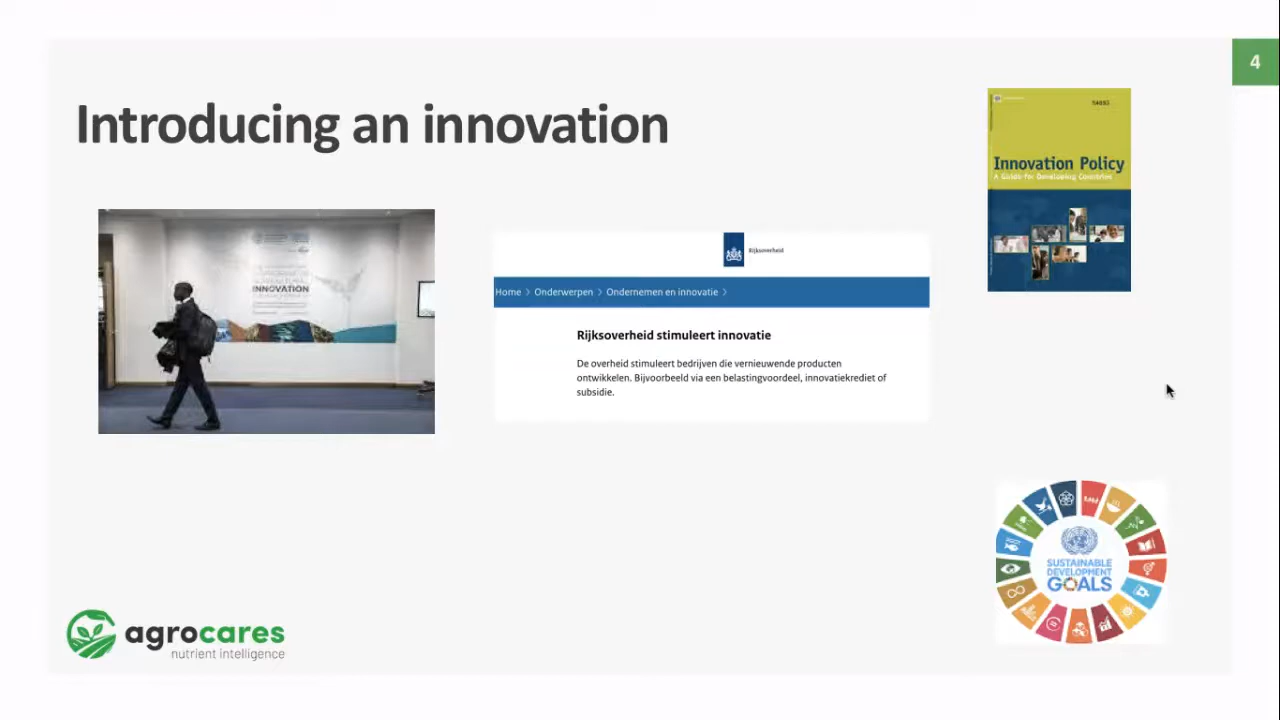 4
Introducing an innovation
54093
Innovation Policy
A Guide for Developing Countries
INNOVATION
Rijksoverheid
Home > Onderwerpen > Ondernemen en innovatie >
Rijksoverheid stimuleert innovatie
De overheid stimuleert bedrijven die vernieuwende producten
ontwikkelen. Bijvoorbeeld via een belastingvoordeel, innovatiekrediet of
subsidie.
SUSTAINABLE
DEVELOPMENT
GOALS
agrocares
nutrient intelligence